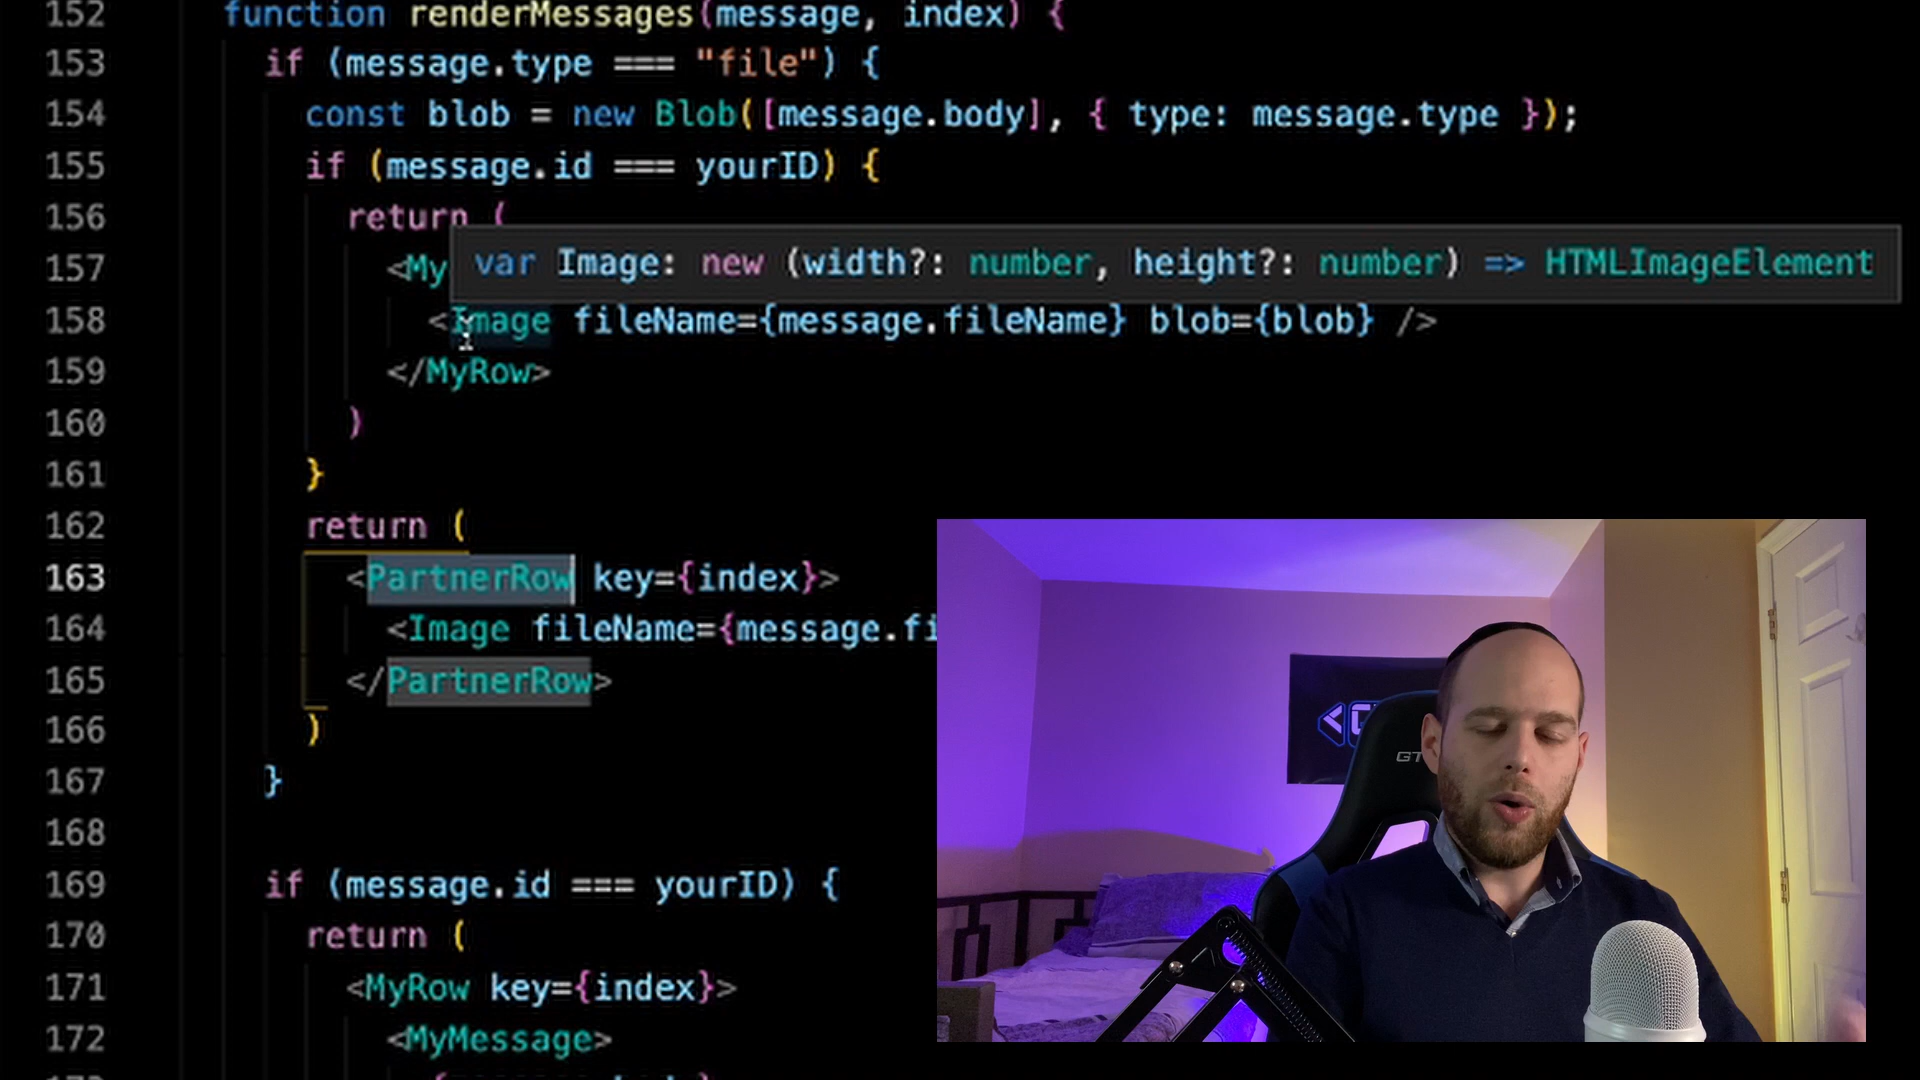 152 function renderMessages(message, index) {
153 if (message.type === "file") {
154 const blob = new Blob([message.body], { type: message.type });
155 if (message.id === yourID) {
156 return (
157 <My
var Image: new (width?: number, height?: number) => HTMLImageElement
158 <Image fileName={message.fileName} blob={blob} />
159 </MyRow>
160 )
161 }
162 return (
163 <PartnerRow key={index}>
164 <Image fileName={message.fi
165 </PartnerRow>
166 )
167 }
168
169 if (message.id === yourID) {
170 return (
171 <MyRow key={index}>
172 <MyMessage>
GT